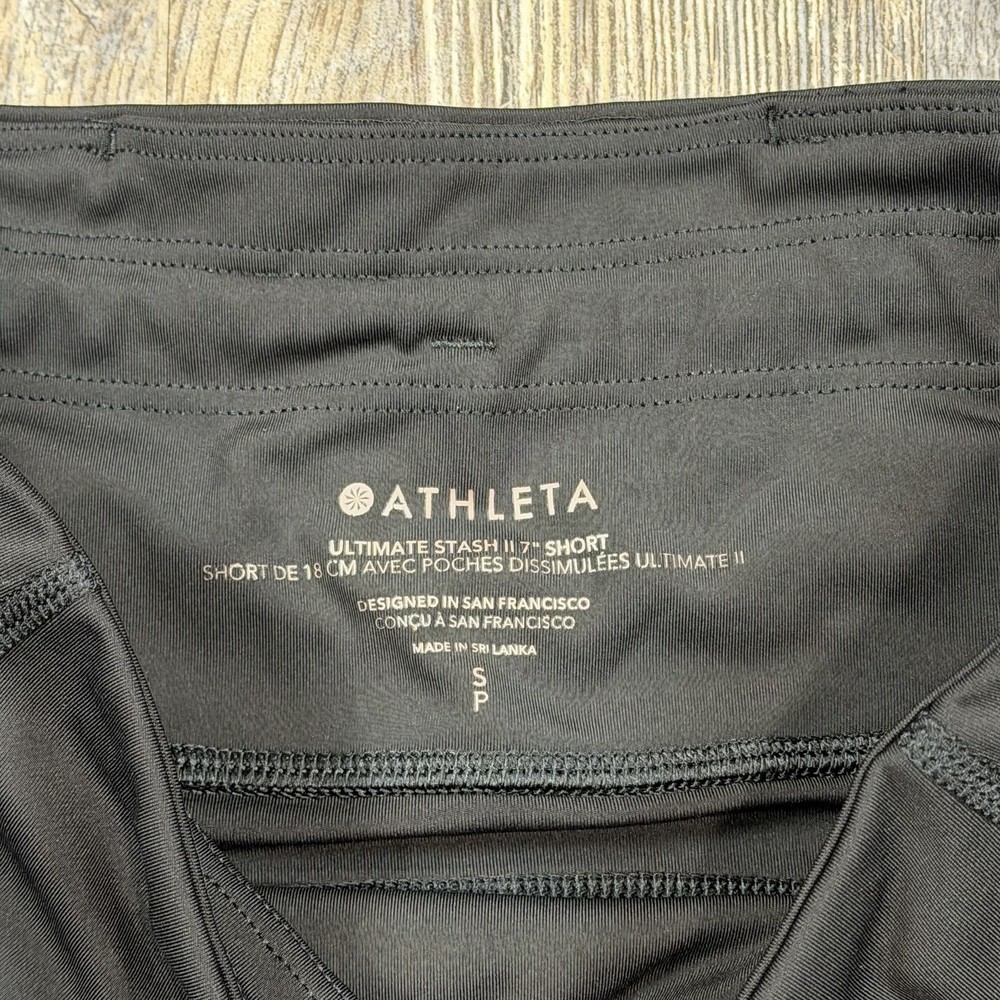 ATHLETA
ULTIMATE STASH II 7" SHORT
SHORT DE 18 CM AVEC POCHES DISSIMULÉES ULTIMATE II
DESIGNED IN SAN FRANCISCO
CONÇU À SAN FRANCISCO
MADE IN SRI LANKA
S
P